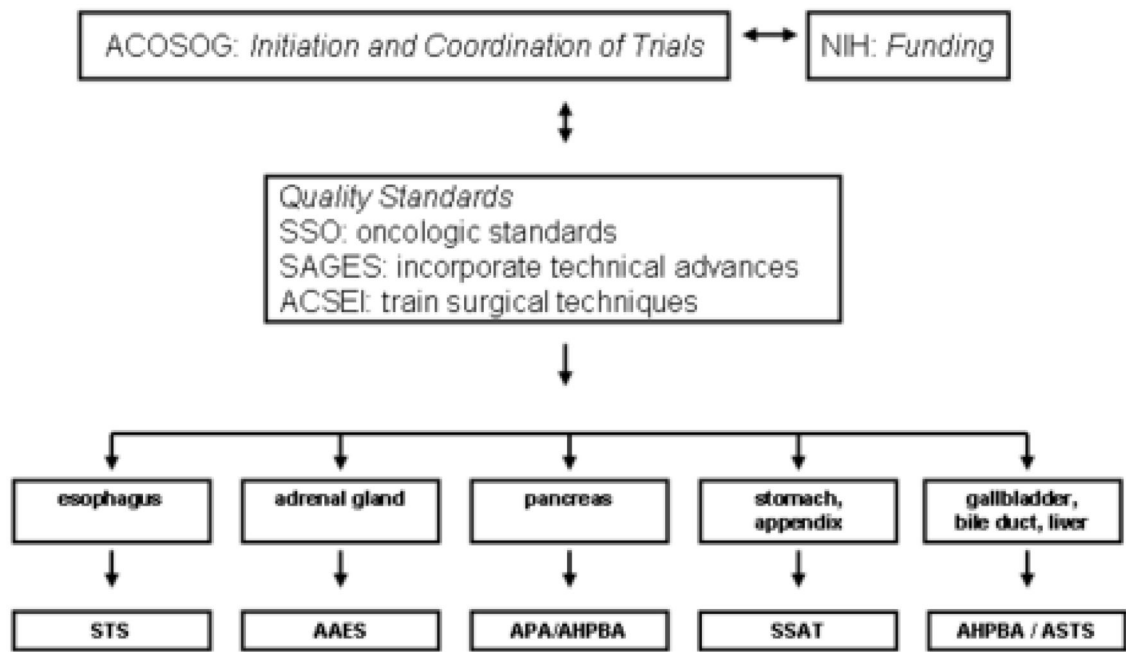 ACOSOG: Initiation and Coordination of Trials
NIH: Funding
Quality Standards
SSO: oncologic standards
SAGES: incorporate technical advances
ACSEI: train surgical techniques
esophagus
adrenal gland
pancreas
stomach,
appendix
gallbladder,
bile duct, liver
STS
AAES
APA/AHPBA
SSAT
AHPBA / ASTS